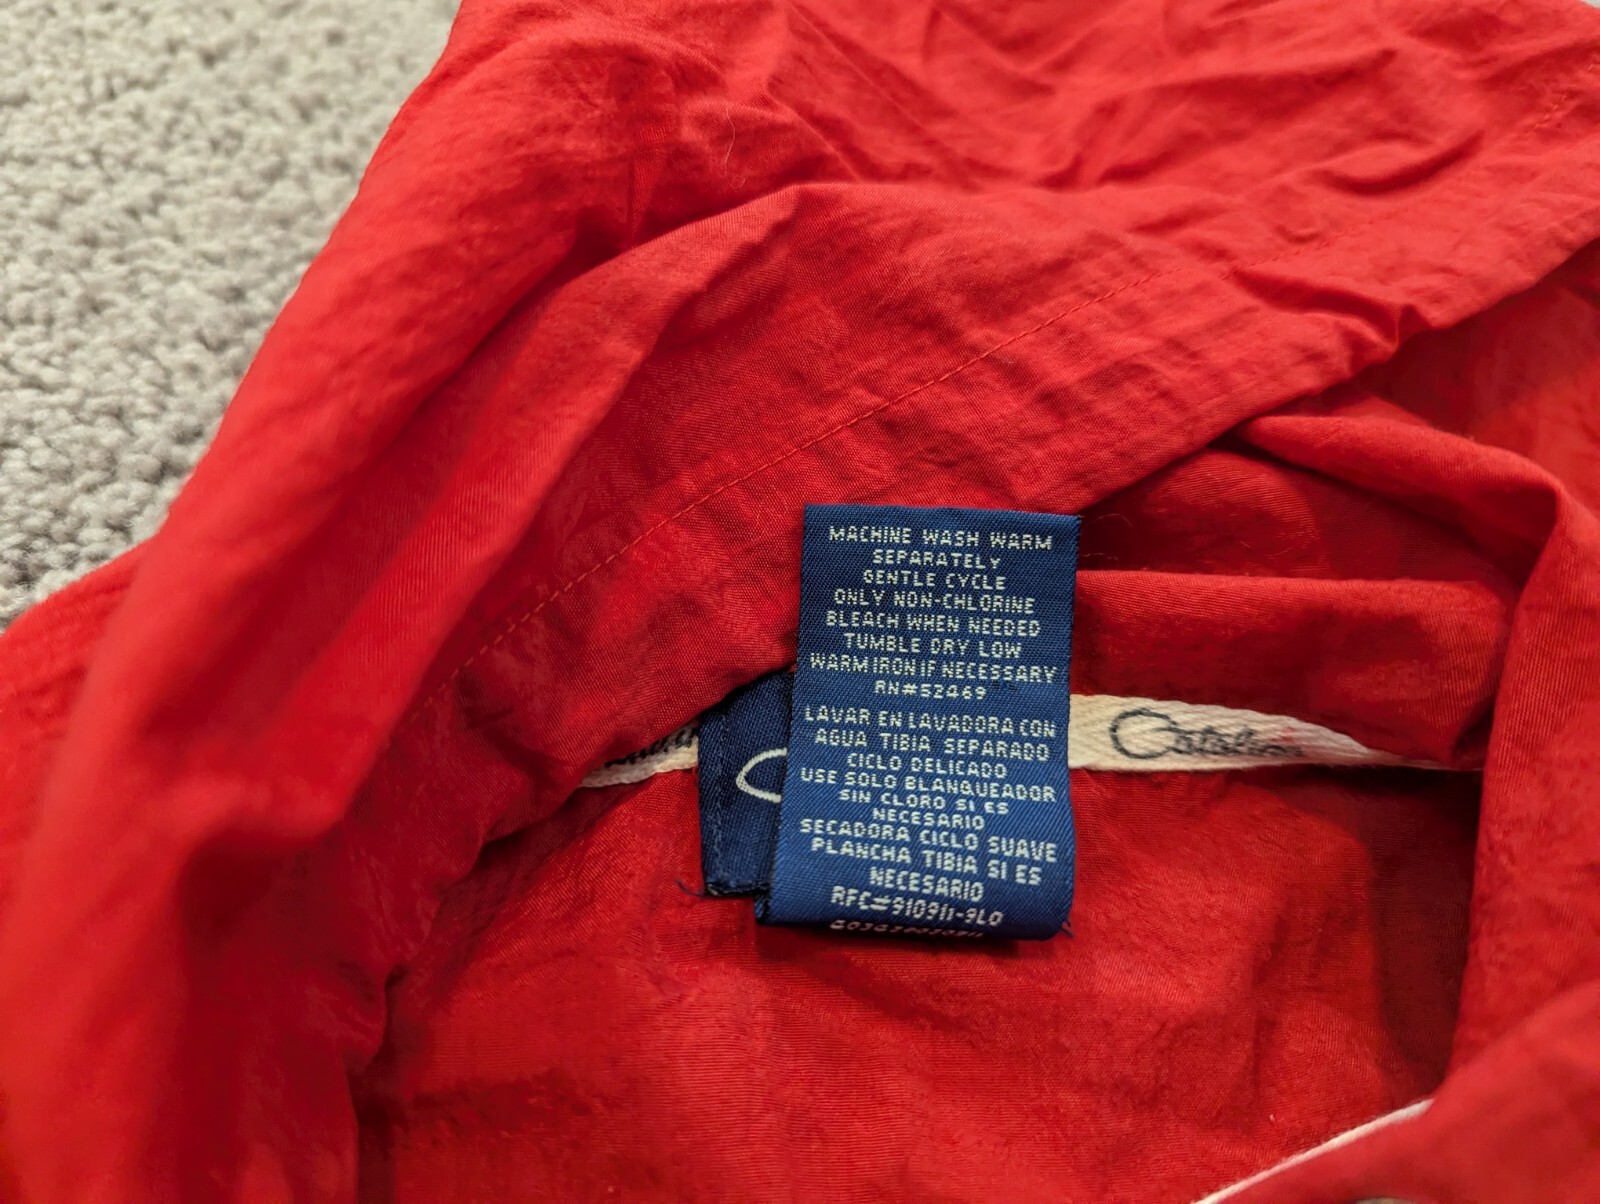 MACHINE WASH WARM
SEPARATELY
GENTLE CYCLE
ONLY NON-CHLORINE
BLEACH WHEN NEEDED
TUMBLE DRY LOW
WARM IRON IF NECESSARY
RN#52469
LAVAR EN LAVADORA CON
AGUA TIBIA SEPARADO
CICLO DELICADO
USE SOLO BLANQUEADOR
SIN CLORO SI ES
NECESARIO
SECADORA CICLO SUAVE
PLANCHA TIBIA SI ES
NECESARIO
RFC#910911-9L0
Catalina